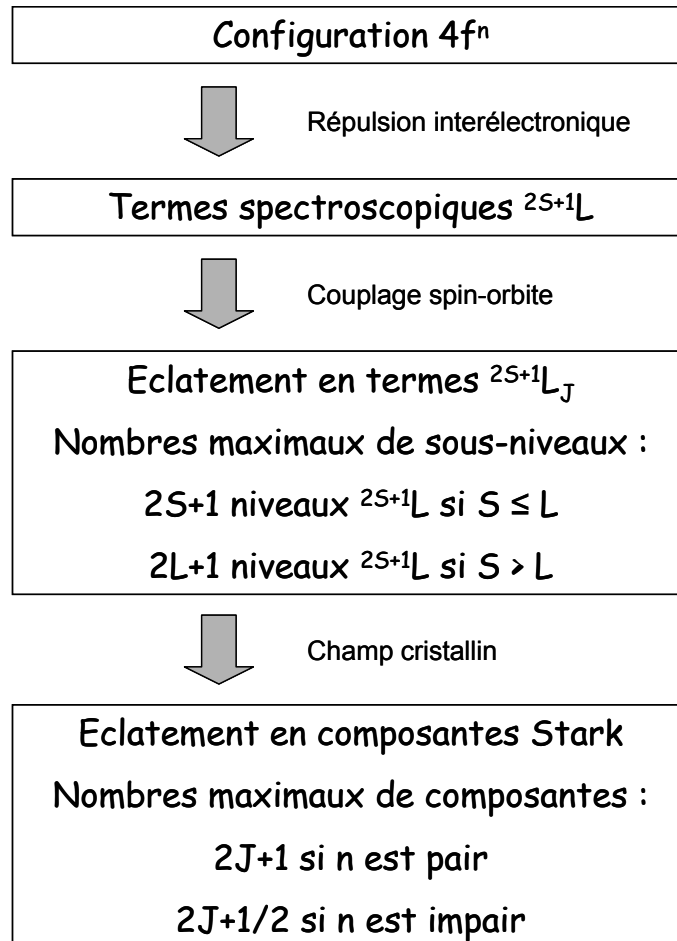 Configuration 4fⁿ
Répulsion interélectronique
Termes spectroscopiques ²ˢ⁺¹L
Couplage spin-orbite
Eclatement en termes ²ˢ⁺¹L_J
Nombres maximaux de sous-niveaux :
2S+1 niveaux ²ˢ⁺¹L si S ≤ L
2L+1 niveaux ²ˢ⁺¹L si S > L
Champ cristallin
Eclatement en composantes Stark
Nombres maximaux de composantes :
2J+1 si n est pair
2J+1/2 si n est impair